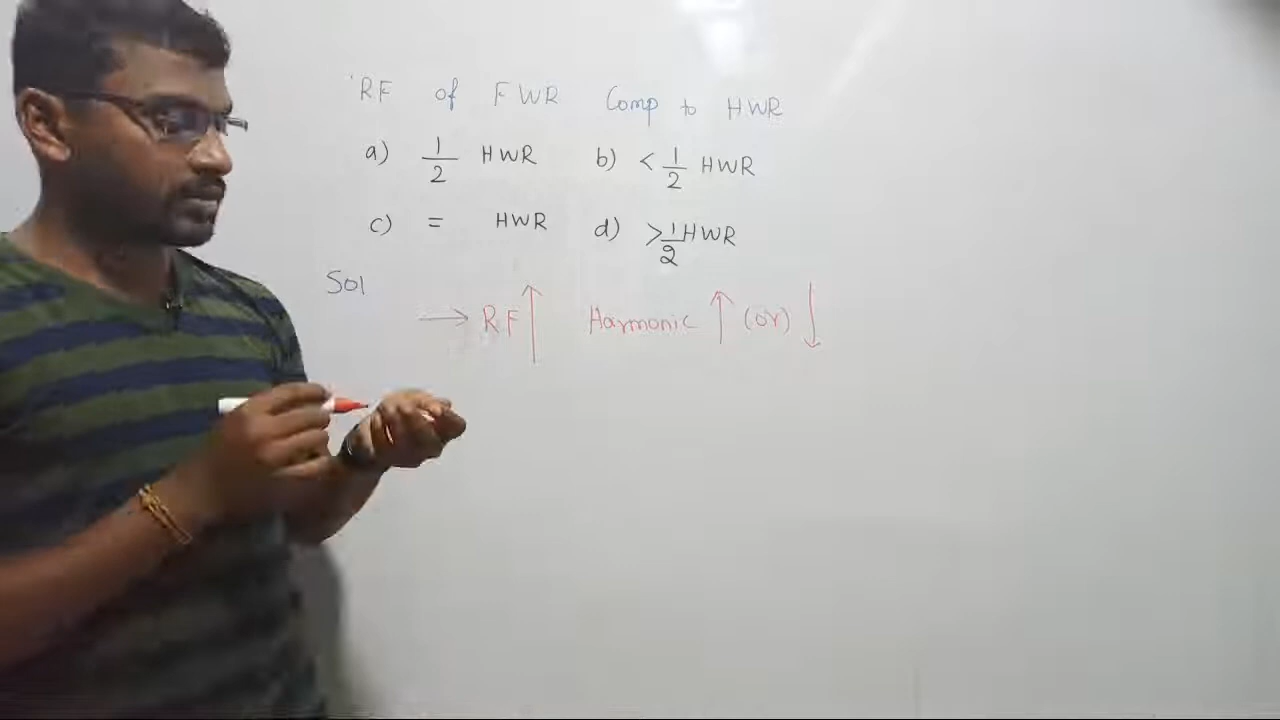 RF of FWR Comp to HWR
a) 1/2 HWR b) < 1/2 HWR
c) = HWR d) > 1/2 HWR
Sol
→ RF ↑ Harmonic ↑ (or) ↓